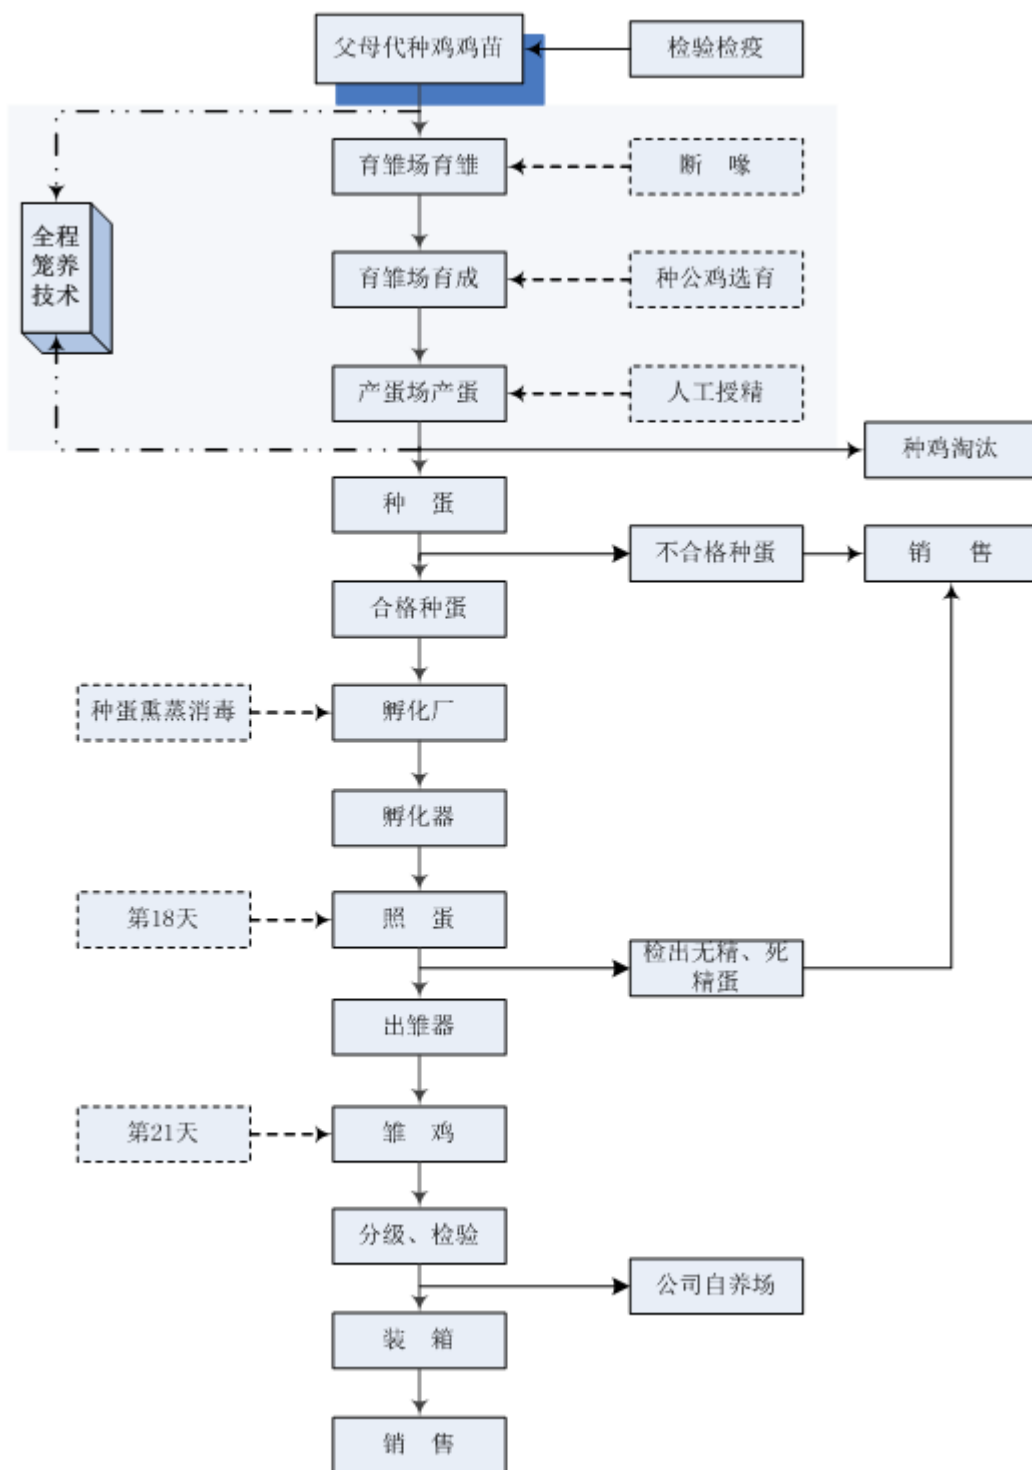 父母代种鸡鸡苗
检验检疫
育雏场育雏
断 喙
全程
笼养
技术
育雏场育成
种公鸡选育
产蛋场产蛋
人工授精
种鸡淘汰
种 蛋
不合格种蛋
销 售
合格种蛋
种蛋熏蒸消毒
孵化厂
孵化器
第18天
照 蛋
检出无精、死
精蛋
出雏器
第21天
雏 鸡
分级、检验
公司自养场
装 箱
销 售